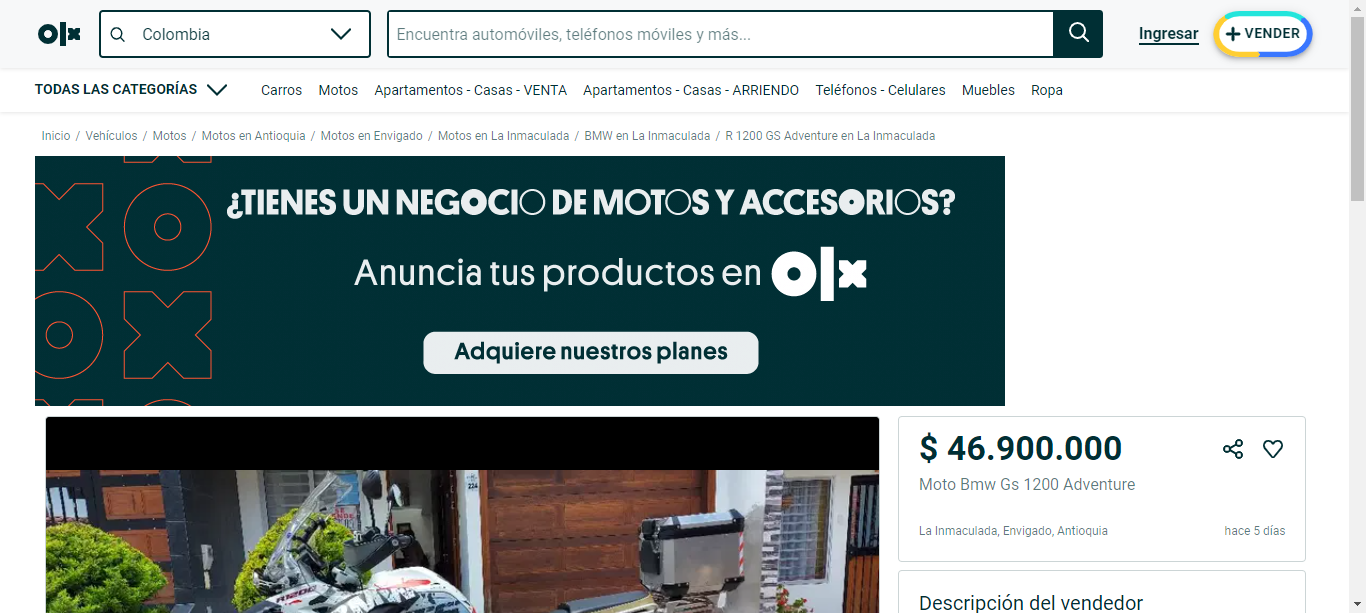 olx
Colombia
Encuentra automóviles, teléfonos móviles y más...
Ingresar
+ VENDER
TODAS LAS CATEGORÍAS
Carros
Motos
Apartamentos - Casas - VENTA
Apartamentos - Casas - ARRIENDO
Teléfonos - Celulares
Muebles
Ropa
Inicio / Vehículos / Motos / Motos en Antioquia / Motos en Envigado / Motos en La Inmaculada / BMW en La Inmaculada / R 1200 GS Adventure en La Inmaculada
¿TIENES UN NEGOCIO DE MOTOS Y ACCESORIOS?
Anuncia tus productos en olx
Adquiere nuestros planes
224
SE
R1200
$ 46.900.000
Moto Bmw Gs 1200 Adventure
La Inmaculada, Envigado, Antioquia
hace 5 días
Descripción del vendedor